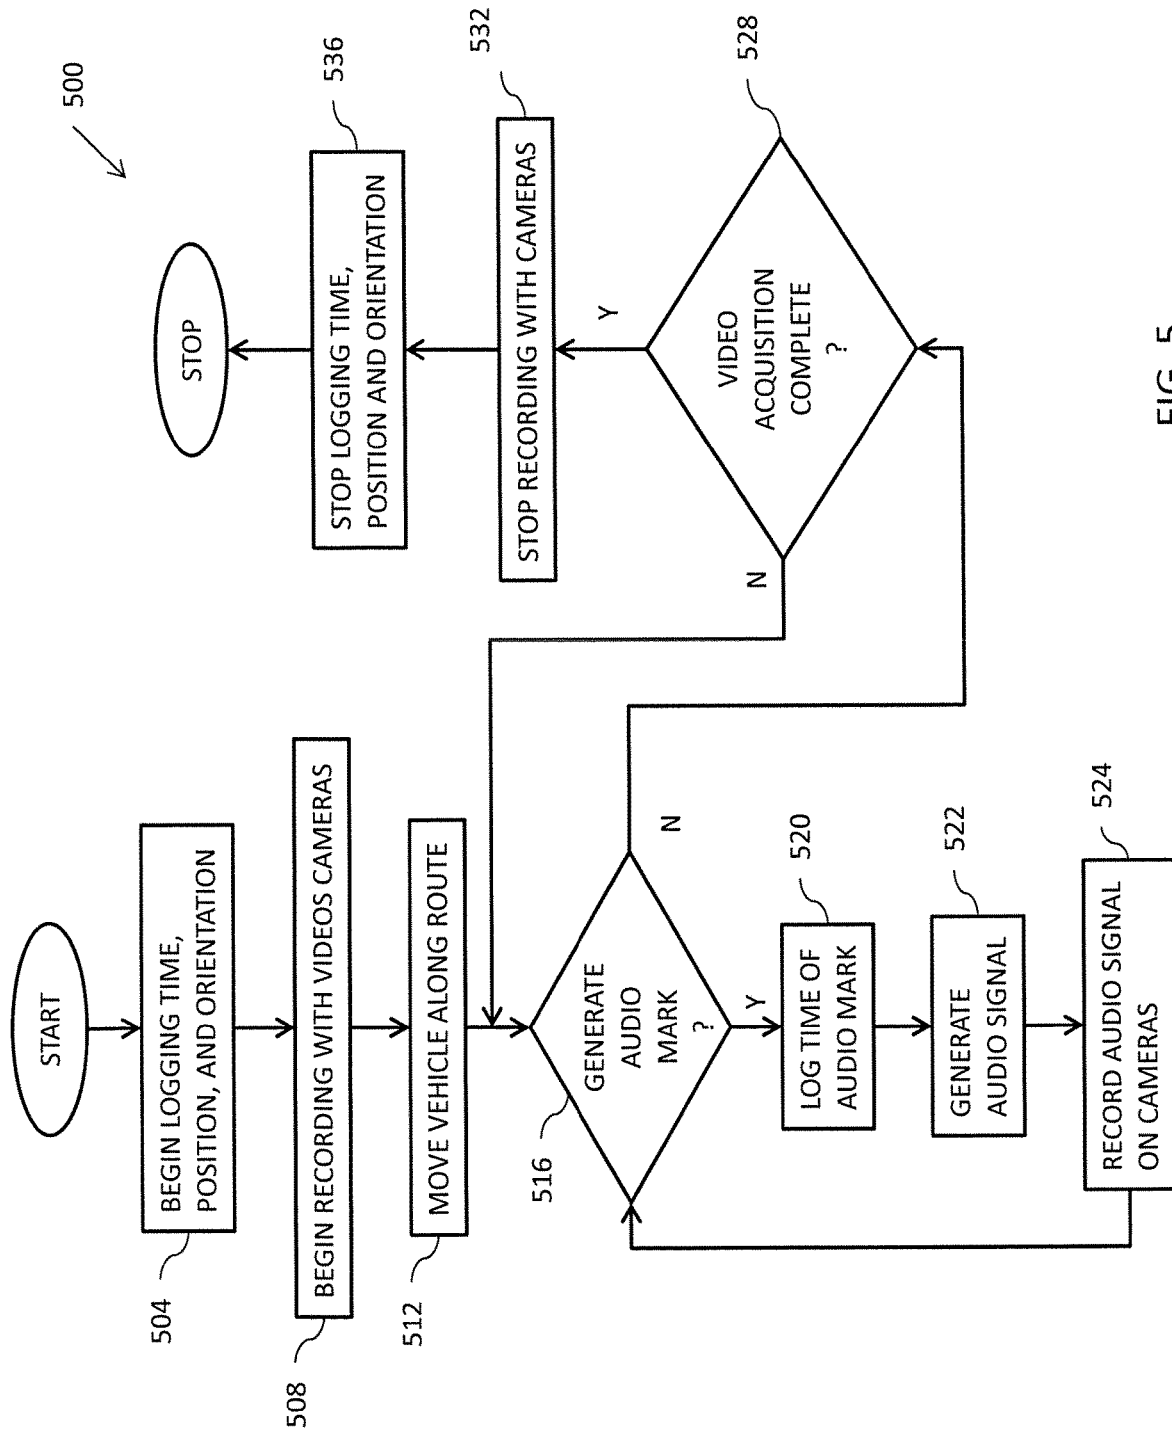 500
START
BEGIN LOGGING TIME,
POSITION, AND ORIENTATION
504
BEGIN RECORDING WITH VIDEOS CAMERAS
508
MOVE VEHICLE ALONG ROUTE
512
GENERATE
AUDIO
MARK
?
516
N
Y
LOG TIME OF
AUDIO MARK
520
GENERATE
AUDIO SIGNAL
522
RECORD AUDIO SIGNAL
ON CAMERAS
524
STOP
STOP LOGGING TIME,
POSITION AND ORIENTATION
536
STOP RECORDING WITH CAMERAS
532
Y
VIDEO
ACQUISITION
COMPLETE
?
528
N
FIG. 5